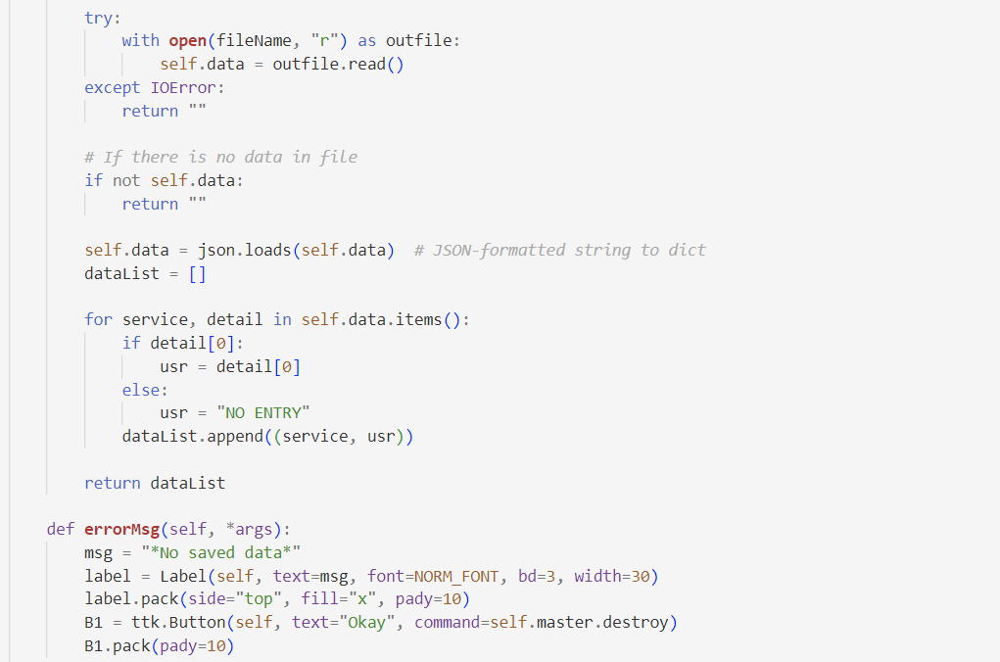 try:
with open(fileName, "r") as outfile:
self.data = outfile.read()
except IOError:
return ""
# If there is no data in file
if not self.data:
return ""
self.data = json.loads(self.data)  # JSON-formatted string to dict
dataList = []
for service, detail in self.data.items():
if detail[0]:
usr = detail[0]
else:
usr = "NO ENTRY"
dataList.append((service, usr))
return dataList
def errorMsg(self, *args):
msg = "*No saved data*"
label = Label(self, text=msg, font=NORM_FONT, bd=3, width=30)
label.pack(side="top", fill="x", pady=10)
B1 = ttk.Button(self, text="Okay", command=self.master.destroy)
B1.pack(pady=10)